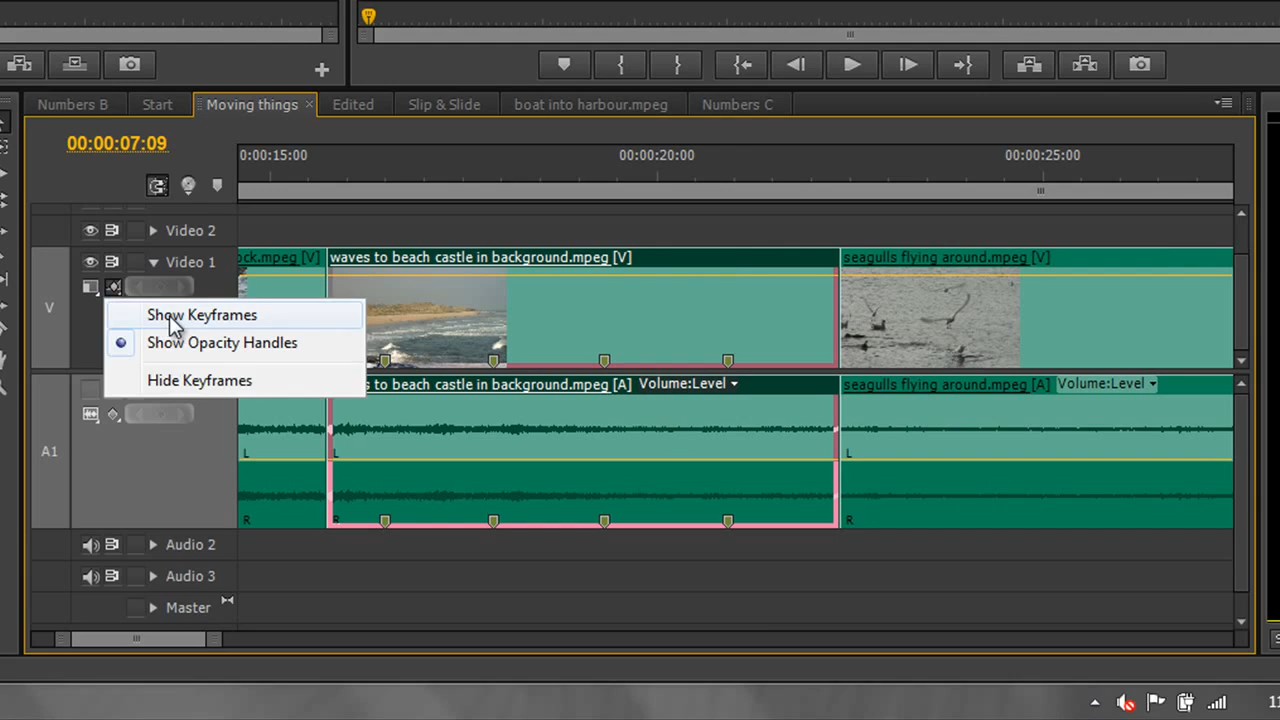 Numbers B Start Moving things × Edited Slip & Slide boat into harbour.mpeg Numbers C
00:00:07:09
0:00:15:00 00:00:20:00 00:00:25:00
Video 2
Video 1
ock.mpeg [V] waves to beach castle in background.mpeg [V] seagulls flying around.mpeg [V]
V
Show Keyframes
Show Opacity Handles
Hide Keyframes
s to beach castle in background.mpeg [A] Volume:Level seagulls flying around.mpeg [A] Volume:Level
A1
L L L
R R R
Audio 2
Audio 3
Master